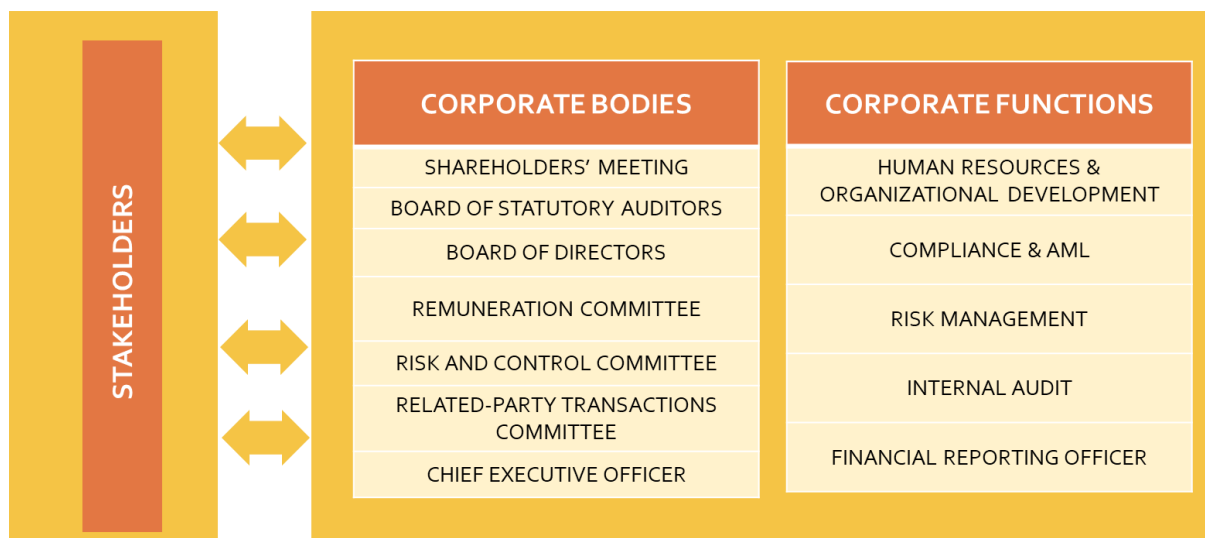 STAKEHOLDERS
CORPORATE BODIES
SHAREHOLDERS’ MEETING
BOARD OF STATUTORY AUDITORS
BOARD OF DIRECTORS
REMUNERATION COMMITTEE
RISK AND CONTROL COMMITTEE
RELATED-PARTY TRANSACTIONS
COMMITTEE
CHIEF EXECUTIVE OFFICER
CORPORATE FUNCTIONS
HUMAN RESOURCES &
ORGANIZATIONAL DEVELOPMENT
COMPLIANCE & AML
RISK MANAGEMENT
INTERNAL AUDIT
FINANCIAL REPORTING OFFICER